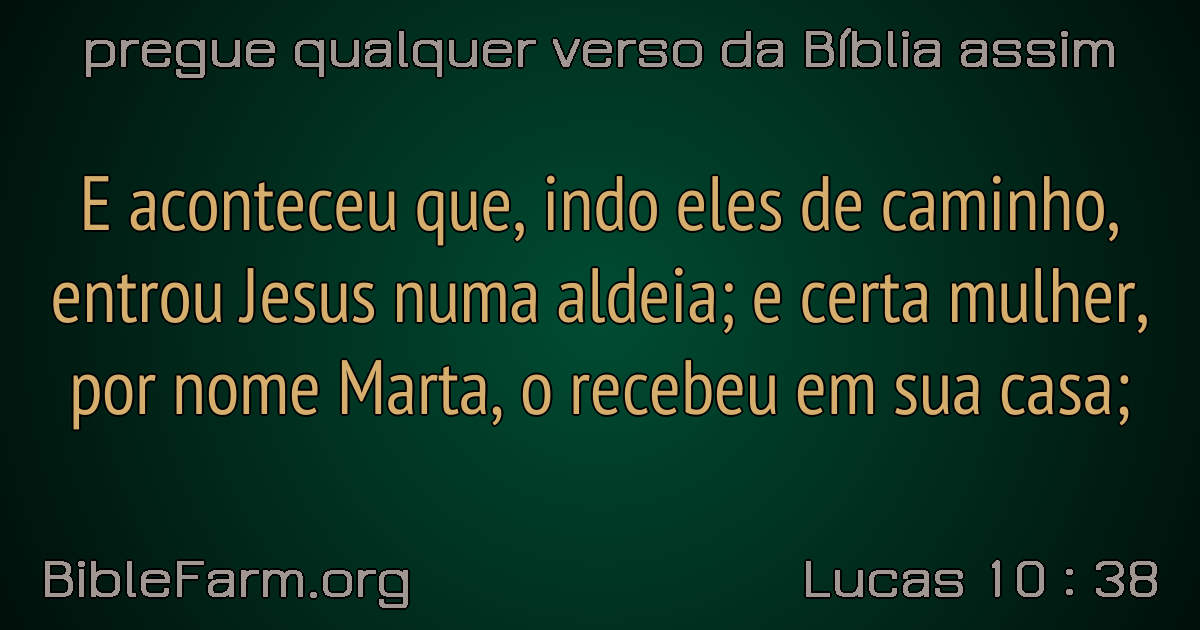 pregue qualquer verso da Bíblia assim
E aconteceu que, indo eles de caminho,
entrou Jesus numa aldeia; e certa mulher,
por nome Marta, o recebeu em sua casa;
BibleFarm.org
Lucas 10 : 38